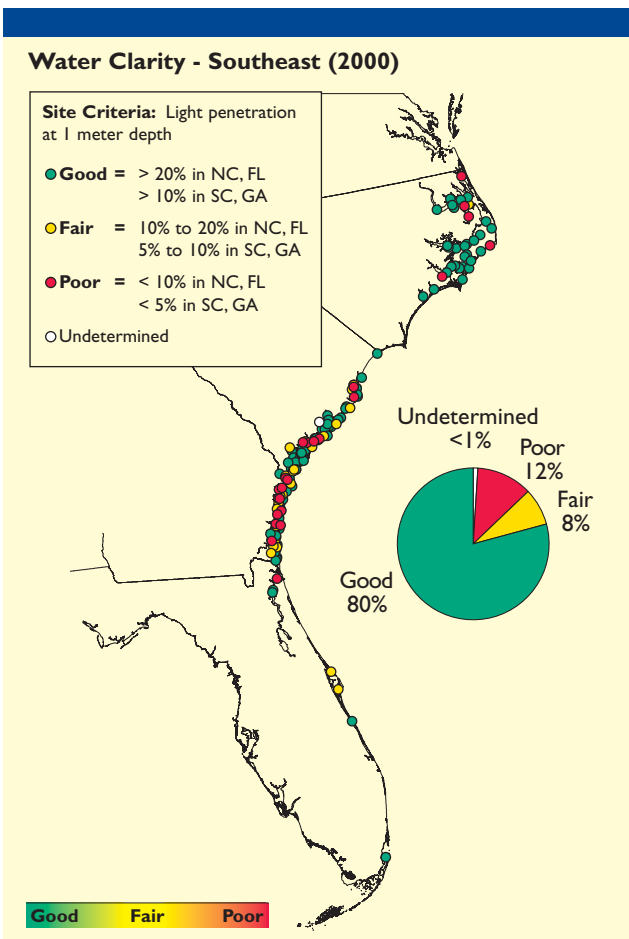 Water Clarity - Southeast (2000)
Site Criteria: Light penetration
at 1 meter depth
Good = > 20% in NC, FL
> 10% in SC, GA
Fair = 10% to 20% in NC, FL
5% to 10% in SC, GA
Poor = < 10% in NC, FL
< 5% in SC, GA
Undetermined
Undetermined
<1%
Poor
12%
Fair
8%
Good
80%
Good Fair Poor